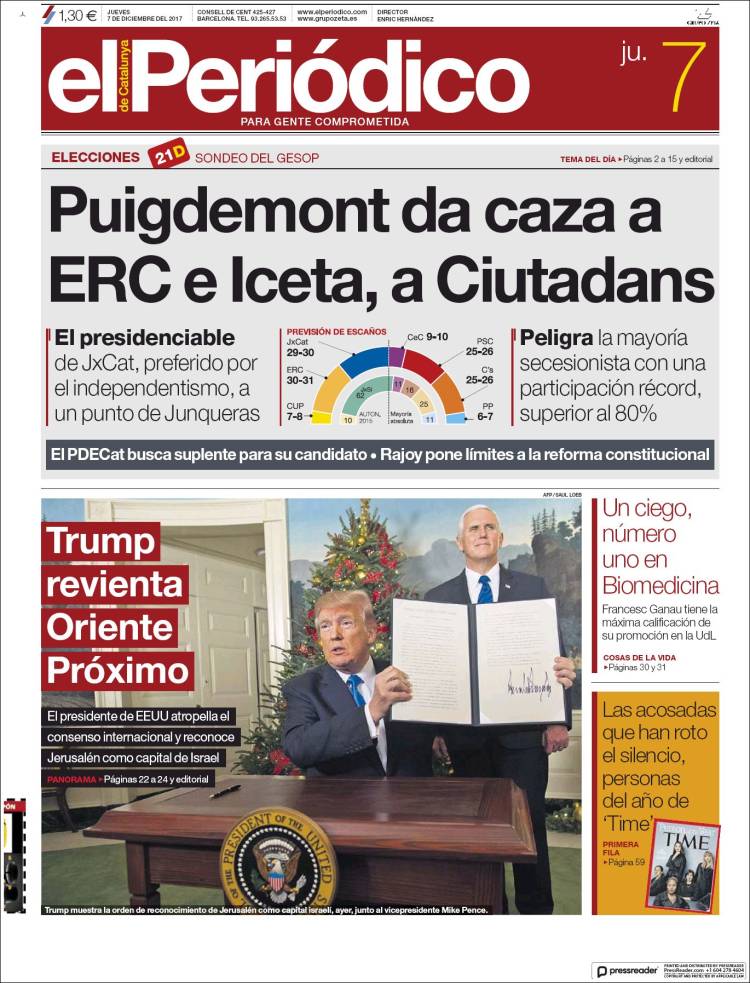 1,30 €
JUEVES
7 DE DICIEMBRE DEL 2017
CONSELL DE CENT 425-427
BARCELONA. TEL. 93.265.53.53
www.elperiodico.com
www.grupozeta.es
DIRECTOR
ENRIC HERNÁNDEZ
GRUPO ZETA
el Periódico
de Catalunya
PARA GENTE COMPROMETIDA
ju. 7
ELECCIONES 21D SONDEO DEL GESOP
TEMA DEL DÍA ▸ Páginas 2 a 15 y editorial
Puigdemont da caza a
ERC e Iceta, a Ciutadans
El presidenciable
de JxCat, preferido por
el independentismo, a
un punto de Junqueras
PREVISIÓN DE ESCAÑOS
JxCat
29-30
ERC
30-31
CUP
7-8
CeC 9-10
PSC
25-26
C's
25-26
PP
6-7
JxSí
62
10
11
16
25
11
AUTON.
2015
Mayoría
absoluta
Peligra la mayoría
secesionista con una
participación récord,
superior al 80%
El PDECat busca suplente para su candidato • Rajoy pone límites a la reforma constitucional
AFP / SAUL LOEB
Trump
revienta
Oriente
Próximo
El presidente de EEUU atropella el
consenso internacional y reconoce
Jerusalén como capital de Israel
PANORAMA ▸ Páginas 22 a 24 y editorial
SEAL OF THE PRESIDENT OF THE UNITED STATES
Trump muestra la orden de reconocimiento de Jerusalén como capital israelí, ayer, junto al vicepresidente Mike Pence.
Un ciego,
número
uno en
Biomedicina
Francesc Ganau tiene la
máxima calificación de
su promoción en la UdL
COSAS DE LA VIDA
▸ Páginas 30 y 31
Las acosadas
que han roto
el silencio,
personas
del año de
‘Time’
PRIMERA
FILA
▸ Página 59
TIME
pressreader
PRINTED AND DISTRIBUTED BY PRESSREADER
PressReader.com +1 604 278 4604
COPYRIGHT AND PROTECTED BY APPLICABLE LAW